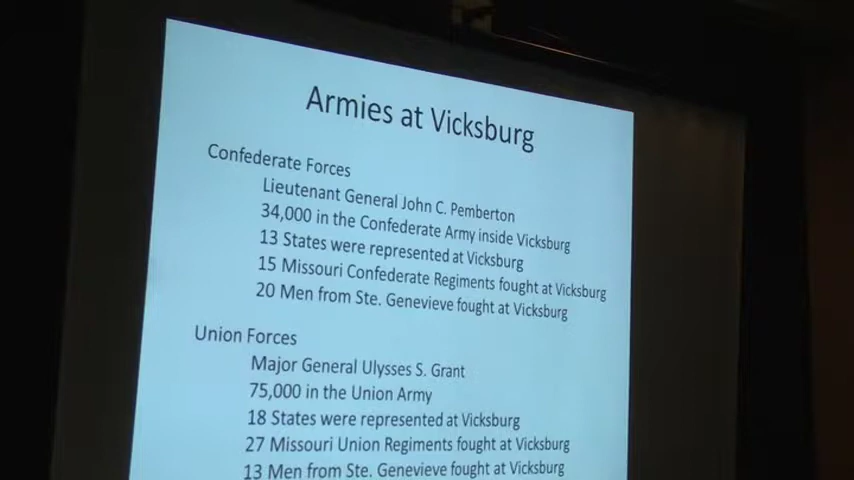 Armies at Vicksburg
Confederate Forces
Lieutenant General John C. Pemberton
34,000 in the Confederate Army inside Vicksburg
13 States were represented at Vicksburg
15 Missouri Confederate Regiments fought at Vicksburg
20 Men from Ste. Genevieve fought at Vicksburg
Union Forces
Major General Ulysses S. Grant
75,000 in the Union Army
18 States were represented at Vicksburg
27 Missouri Union Regiments fought at Vicksburg
13 Men from Ste. Genevieve fought at Vicksburg